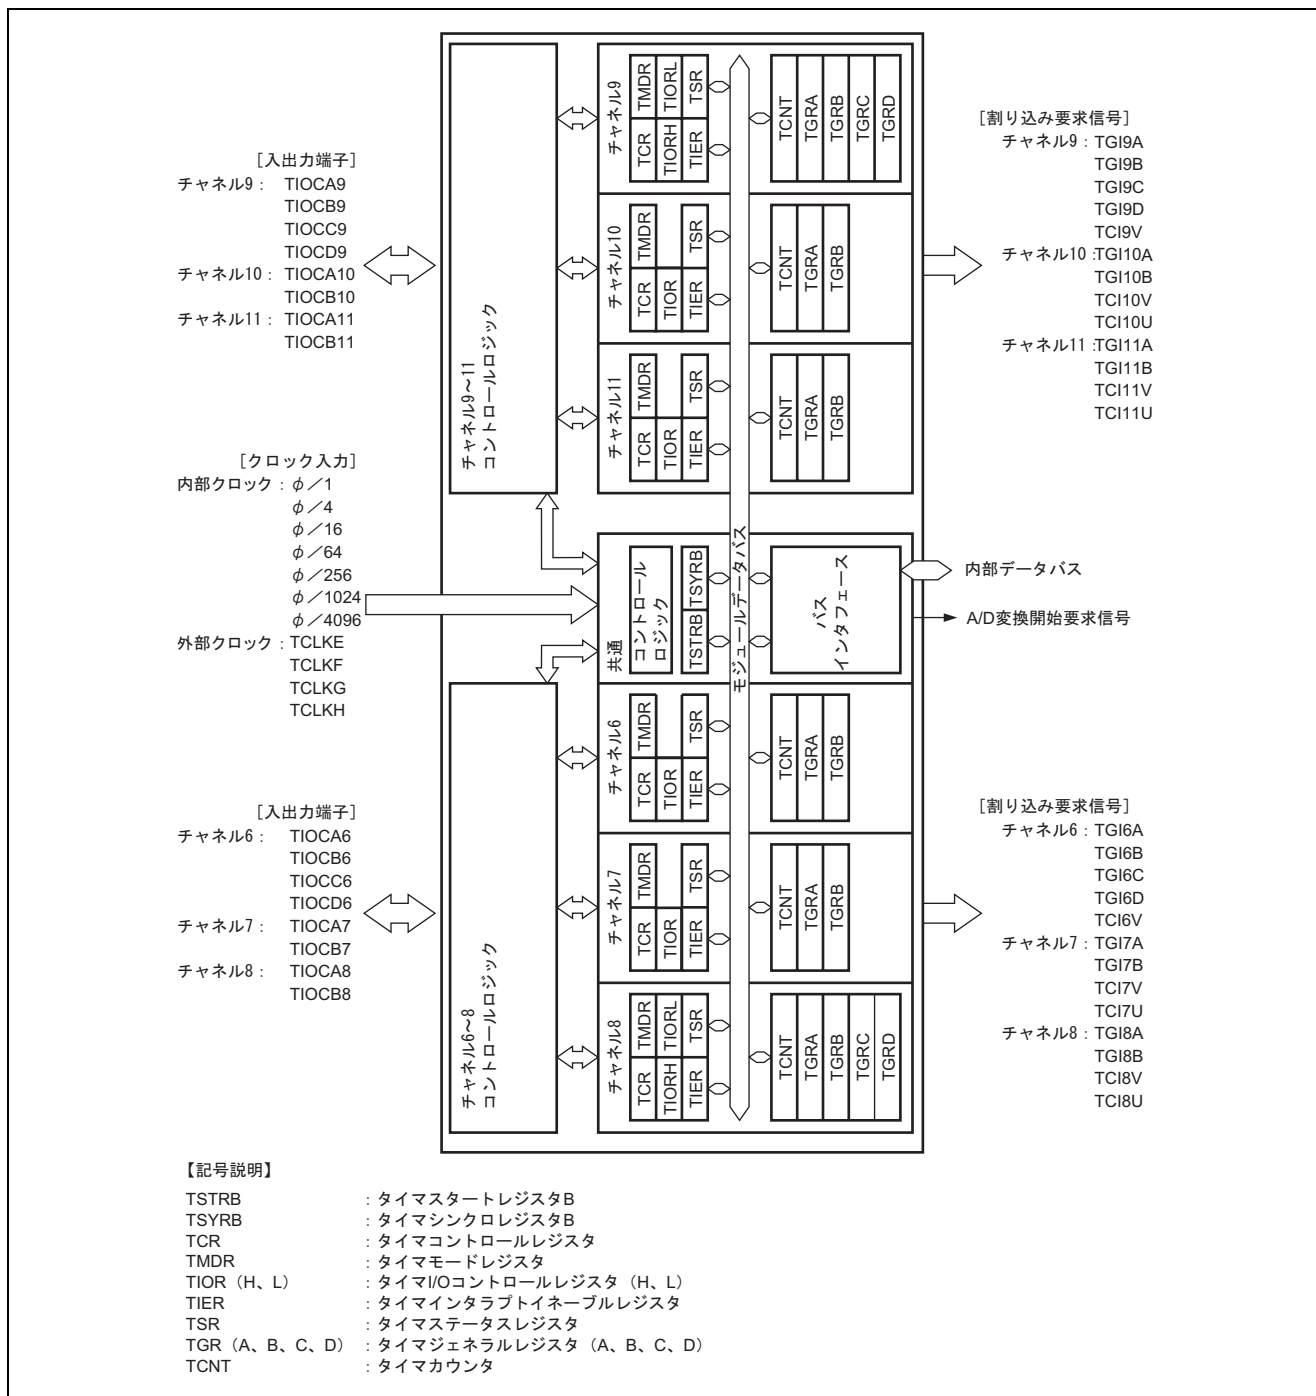 [入出力端子]
チャネル9： TIOCA9
TIOCB9
TIOCC9
TIOCD9
チャネル10： TIOCA10
TIOCB10
チャネル11： TIOCA11
TIOCB11
[クロック入力]
内部クロック：φ／1
φ／4
φ／16
φ／64
φ／256
φ／1024
φ／4096
外部クロック：TCLKE
TCLKF
TCLKG
TCLKH
[入出力端子]
チャネル6： TIOCA6
TIOCB6
TIOCC6
TIOCD6
チャネル7： TIOCA7
TIOCB7
チャネル8： TIOCA8
TIOCB8
チャネル9～11
コントロールロジック
チャネル6～8
コントロールロジック
チャネル9
TCR TMDR
TIORH TIORL
TIER TSR
TCNT
TGRA
TGRB
TGRC
TGRD
チャネル10
TCR TMDR
TIOR
TIER TSR
TCNT
TGRA
TGRB
チャネル11
TCR TMDR
TIOR
TIER TSR
TCNT
TGRA
TGRB
共通
コントロール
ロジック
TSTRB TSYRB
モジュールデータバス
バス
インタフェース
チャネル6
TCR TMDR
TIOR
TIER TSR
TCNT
TGRA
TGRB
チャネル7
TCR TMDR
TIOR
TIER TSR
TCNT
TGRA
TGRB
チャネル8
TCR TMDR
TIORH TIORL
TIER TSR
TCNT
TGRA
TGRB
TGRC
TGRD
[割り込み要求信号]
チャネル9：TGI9A
TGI9B
TGI9C
TGI9D
TCI9V
チャネル10：TGI10A
TGI10B
TCI10V
TCI10U
チャネル11：TGI11A
TGI11B
TCI11V
TCI11U
内部データバス
A/D変換開始要求信号
[割り込み要求信号]
チャネル6：TGI6A
TGI6B
TGI6C
TGI6D
TCI6V
チャネル7：TGI7A
TGI7B
TCI7V
TCI7U
チャネル8：TGI8A
TGI8B
TCI8V
TCI8U
【記号説明】
TSTRB ：タイマスタートレジスタB
TSYRB ：タイマシンクロレジスタB
TCR ：タイマコントロールレジスタ
TMDR ：タイマモードレジスタ
TIOR（H、L） ：タイマI/Oコントロールレジスタ（H、L）
TIER ：タイマインタラプトイネーブルレジスタ
TSR ：タイマステータスレジスタ
TGR（A、B、C、D） ：タイマジェネラルレジスタ（A、B、C、D）
TCNT ：タイマカウンタ